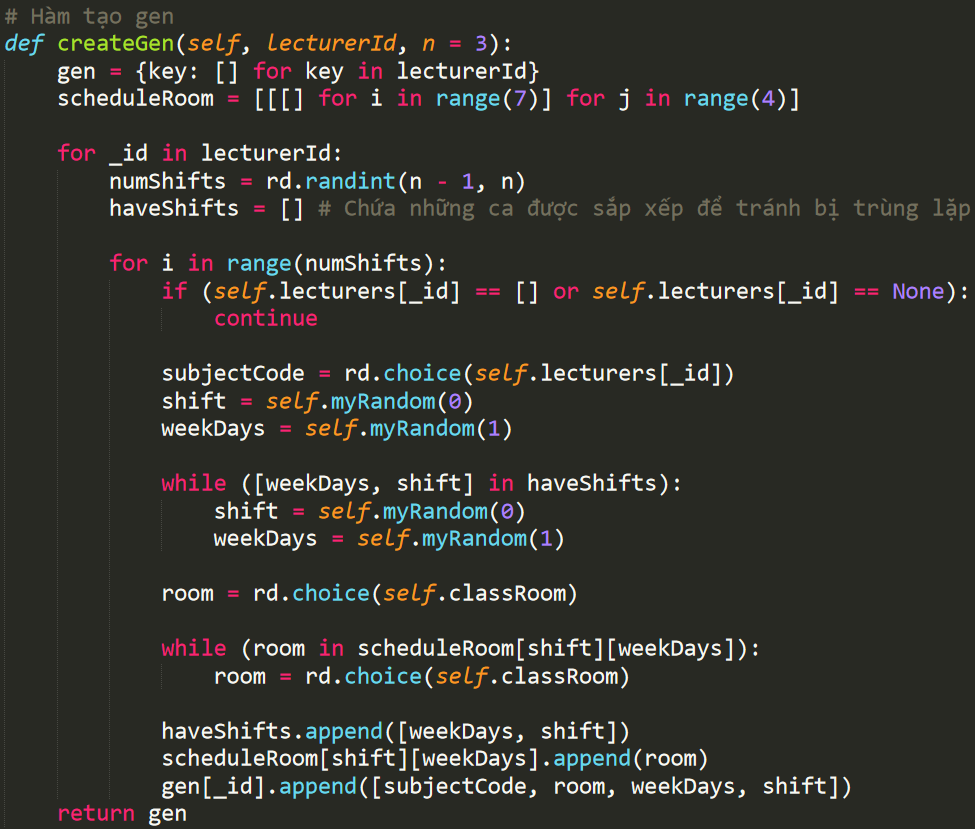 # Hàm tạo gen
def createGen(self, lecturerId, n = 3):
gen = {key: [] for key in lecturerId}
scheduleRoom = [[[] for i in range(7)] for j in range(4)]
for _id in lecturerId:
numShifts = rd.randint(n - 1, n)
haveShifts = [] # Chứa những ca được sắp xếp để tránh bị trùng lặp
for i in range(numShifts):
if (self.lecturers[_id] == [] or self.lecturers[_id] == None):
continue
subjectCode = rd.choice(self.lecturers[_id])
shift = self.myRandom(0)
weekDays = self.myRandom(1)
while ([weekDays, shift] in haveShifts):
shift = self.myRandom(0)
weekDays = self.myRandom(1)
room = rd.choice(self.classRoom)
while (room in scheduleRoom[shift][weekDays]):
room = rd.choice(self.classRoom)
haveShifts.append([weekDays, shift])
scheduleRoom[shift][weekDays].append(room)
gen[_id].append([subjectCode, room, weekDays, shift])
return gen